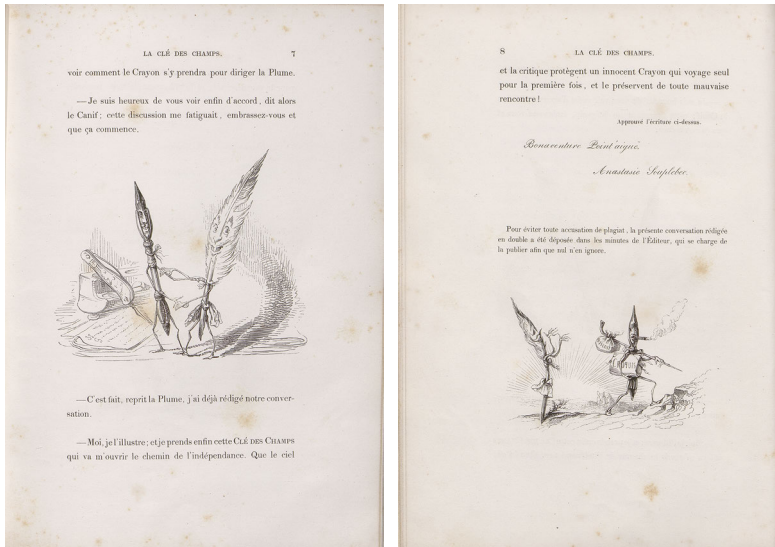 LA CLÉ DES CHAMPS. 7
voir comment le Crayon s'y prendra pour diriger la Plume.
—Je suis heureux de vous voir enfin d'accord, dit alors
le Canif; cette discussion me fatiguait, embrassez-vous et
que ça commence.
—C'est fait, reprit la Plume, j'ai déjà rédigé notre conver-
sation.
—Moi, je l'illustre; et je prends enfin cette CLÉ DES CHAMPS
qui va m'ouvrir le chemin de l'indépendance. Que le ciel
8 LA CLÉ DES CHAMPS.
et la critique protègent un innocent Crayon qui voyage seul
pour la première fois, et le préservent de toute mauvaise
rencontre!
Approuvé l'écriture ci-dessus.
Bonaventure Point'aiguë.
Anastasie Souplebec.
Pour éviter toute accusation de plagiat, la présente conversation rédigée
en double a été déposée dans les minutes de l'Éditeur, qui se charge de
la publier afin que nul n'en ignore.